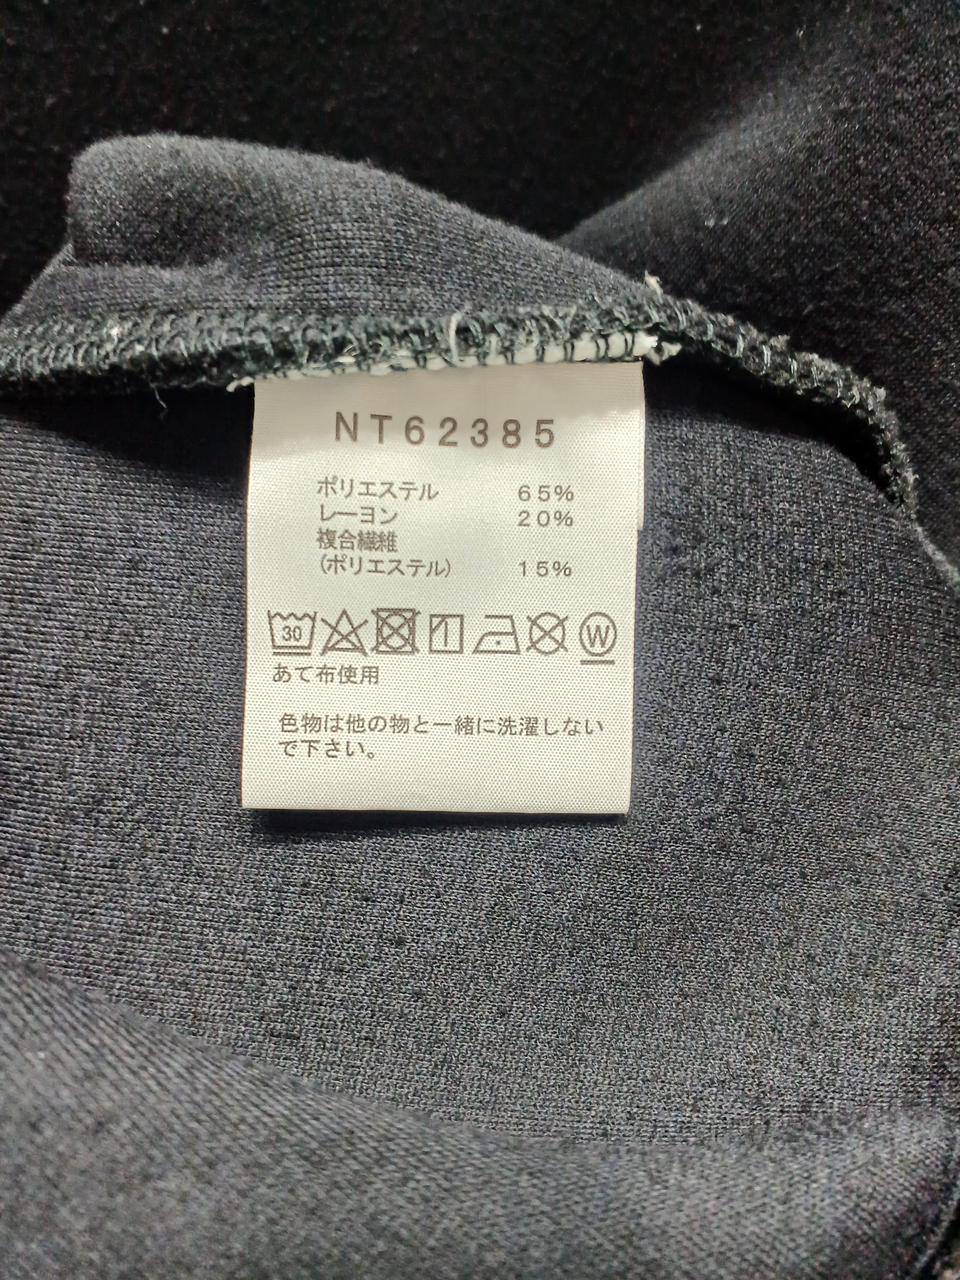 NT62385
ポリエステル 65%
レーヨン 20%
複合繊維
(ポリエステル) 15%
30 W
あて布使用
色物は他の物と一緒に洗濯しない
で下さい。